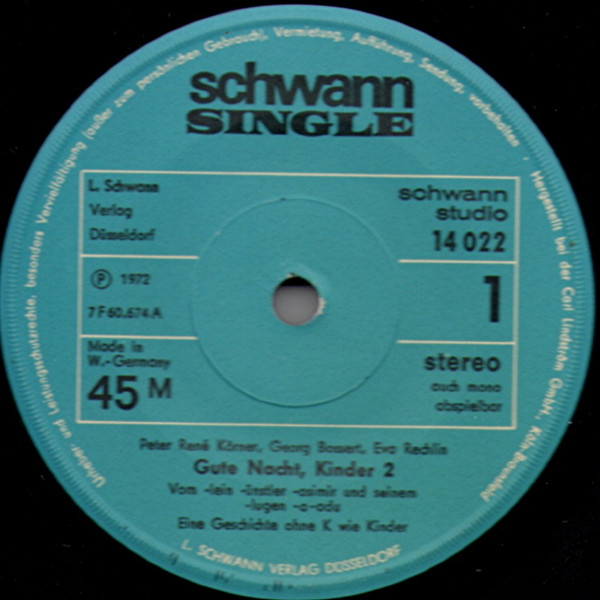 Urheber und Leistungsschutzrechte, besonders Vervielfältigung (außer zum persönlichen Gebrauch), Vermietung, Aufführung, Sendung, vorbehalten · Hergestellt bei der Carl Lindström GmbH., Köln-Braunsfeld
schwann
SINGLE
L. Schwann
Verlag
Düsseldorf
schwann
studio
14 022
Ⓟ 1972
7 F 60.674 A
1
Made in
W.-Germany
45 M
stereo
auch mono
abspielbar
Peter René Körner, Georg Bossert, Eva Rechlin
Gute Nacht, Kinder 2
Vom -lein -ünstler -asimir und seinem
-lugen -a-adu
Eine Geschichte ohne K wie Kinder
L. SCHWANN VERLAG DÜSSELDORF